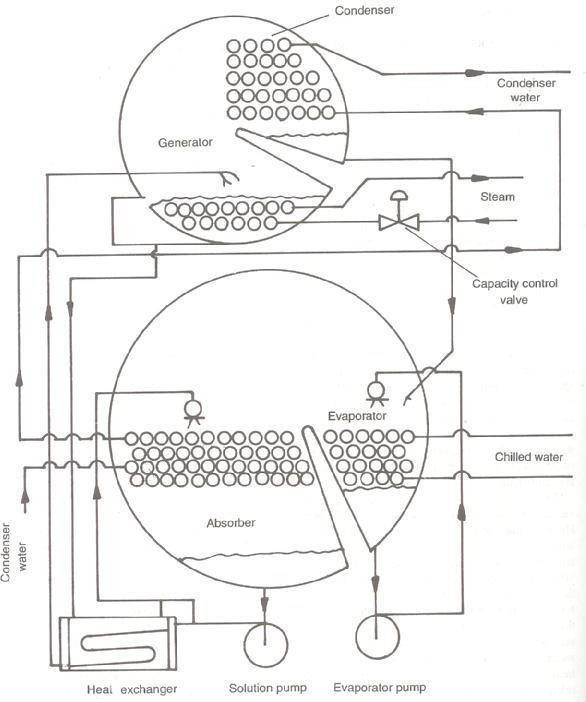 Condenser
Condenser
water
Generator
Steam
Capacity control
valve
Evaporator
Chilled water
Absorber
Condenser
water
Heat exchanger
Solution pump
Evaporator pump